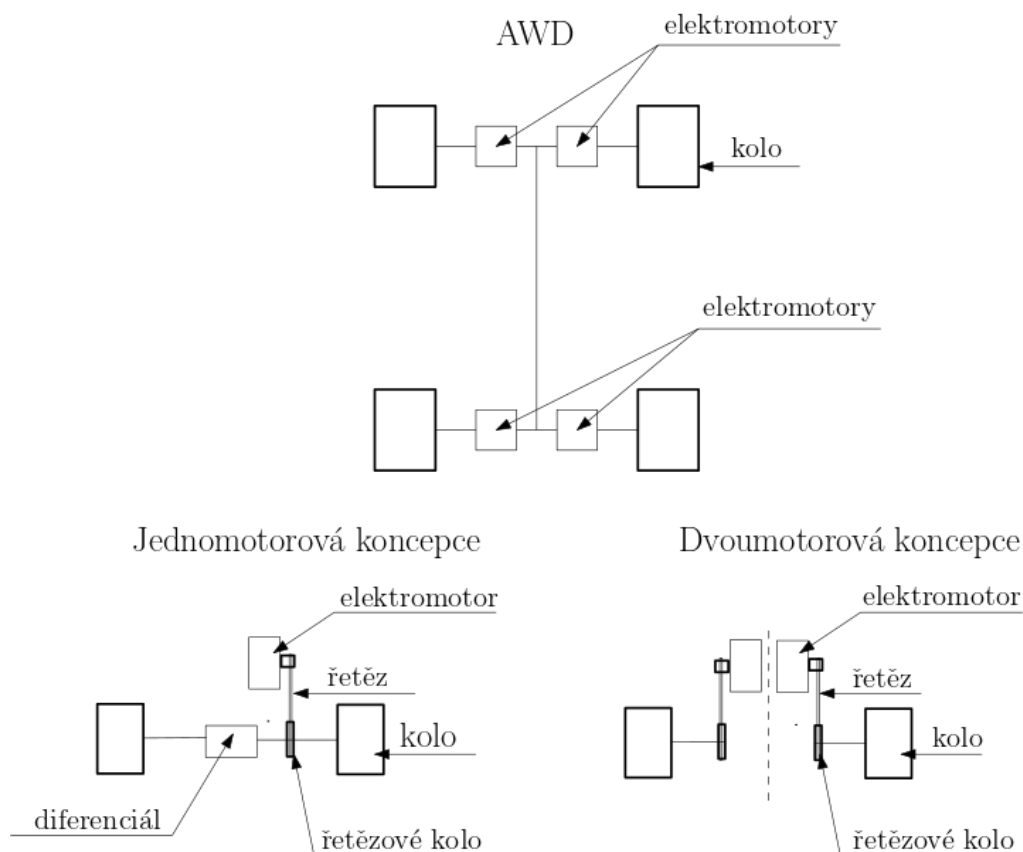 AWD
elektromotory
kolo
elektromotory
Jednomotorová koncepce
Dvoumotorová koncepce
elektromotor
řetěz
kolo
diferenciál
řetězové kolo
elektromotor
řetěz
kolo
řetězové kolo